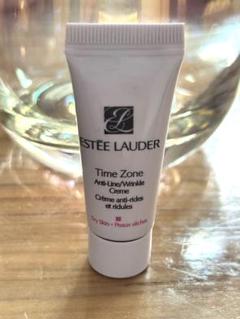 ESTĒE LAUDER
Time Zone
Anti-Line/Wrinkle
Creme
Crème anti-rides
et ridules
Dry Skin • Peaux sèches